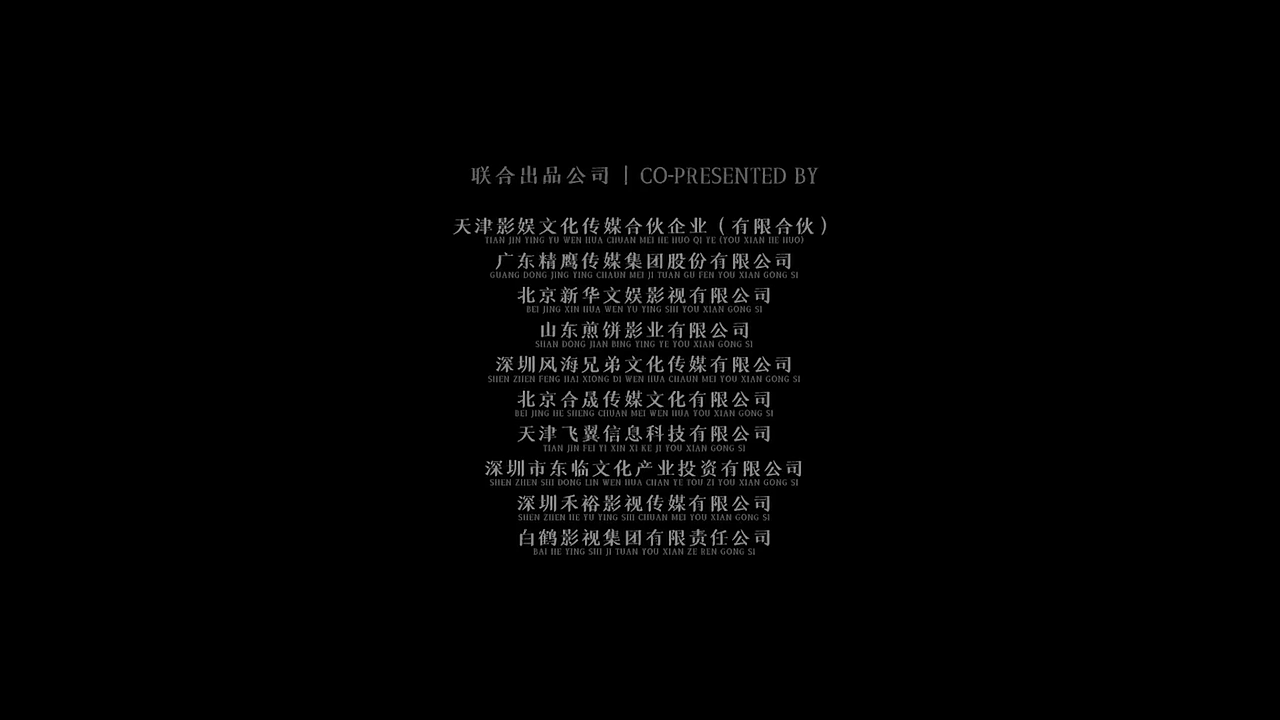 联合出品公司 | CO-PRESENTED BY
天津影娱文化传媒合伙企业（有限合伙）
TIAN JIN YING YU WEN HUA CHUAN MEI HE HUO QI YE (YOU XIAN HE HUO)
广东精鹰传媒集团股份有限公司
GUANG DONG JING YING CHAUN MEI JI TUAN GU FEN YOU XIAN GONG SI
北京新华文娱影视有限公司
BEI JING XIN HUA WEN YU YING SHI YOU XIAN GONG SI
山东煎饼影业有限公司
SHAN DONG JIAN BING YING YE YOU XIAN GONG SI
深圳风海兄弟文化传媒有限公司
SHEN ZHEN FENG HAI XIONG DI WEN HUA CHAUN MEI YOU XIAN GONG SI
北京合晟传媒文化有限公司
BEI JING HE SHENG CHUAN MEI WEN HUA YOU XIAN GONG SI
天津飞翼信息科技有限公司
TIAN JIN FEI YI XIN XI KE JI YOU XIAN GONG SI
深圳市东临文化产业投资有限公司
SHEN ZHEN SHI DONG LIN WEN HUA CHAN YE TOU ZI YOU XIAN GONG SI
深圳禾裕影视传媒有限公司
SHEN ZHEN HE YU YING SHI CHUAN MEI YOU XIAN GONG SI
白鹤影视集团有限责任公司
BAI HE YING SHI JI TUAN YOU XIAN ZE REN GONG SI